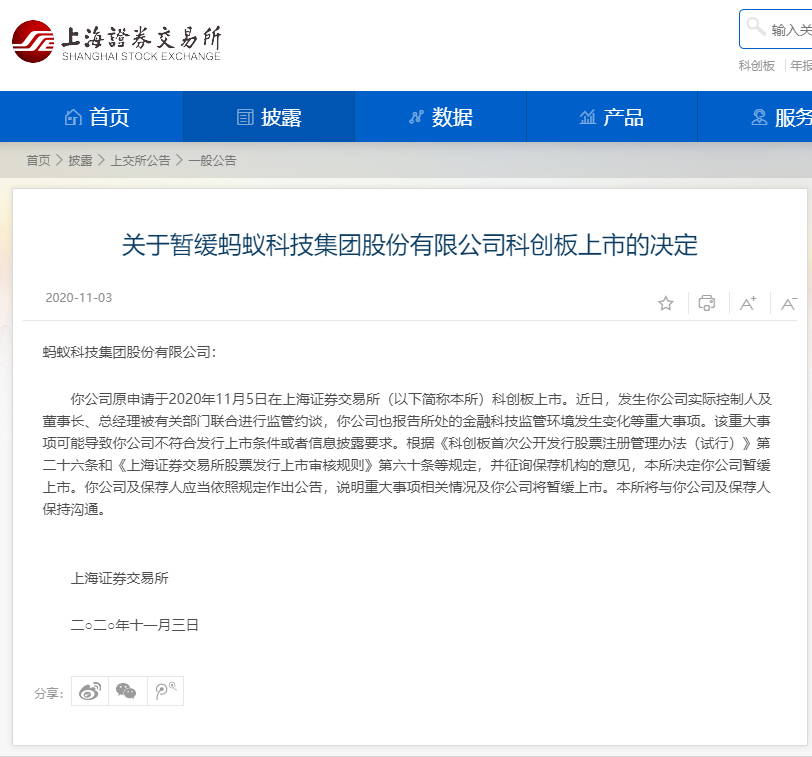 上海證券交易所
SHANGHAI STOCK EXCHANGE
输入关
科创板 年报
首页 披露 数据 产品 服务
首页 > 披露 > 上交所公告 > 一般公告
关于暂缓蚂蚁科技集团股份有限公司科创板上市的决定
2020-11-03
A+ A-
蚂蚁科技集团股份有限公司：
你公司原申请于2020年11月5日在上海证券交易所（以下简称本所）科创板上市。近日，发生你公司实际控制人及
董事长、总经理被有关部门联合进行监管约谈，你公司也报告所处的金融科技监管环境发生变化等重大事项。该重大事
项可能导致你公司不符合发行上市条件或者信息披露要求。根据《科创板首次公开发行股票注册管理办法（试行）》第
二十六条和《上海证券交易所股票发行上市审核规则》第六十条等规定，并征询保荐机构的意见，本所决定你公司暂缓
上市。你公司及保荐人应当依照规定作出公告，说明重大事项相关情况及你公司将暂缓上市。本所将与你公司及保荐人
保持沟通。
上海证券交易所
二○二○年十一月三日
分享：